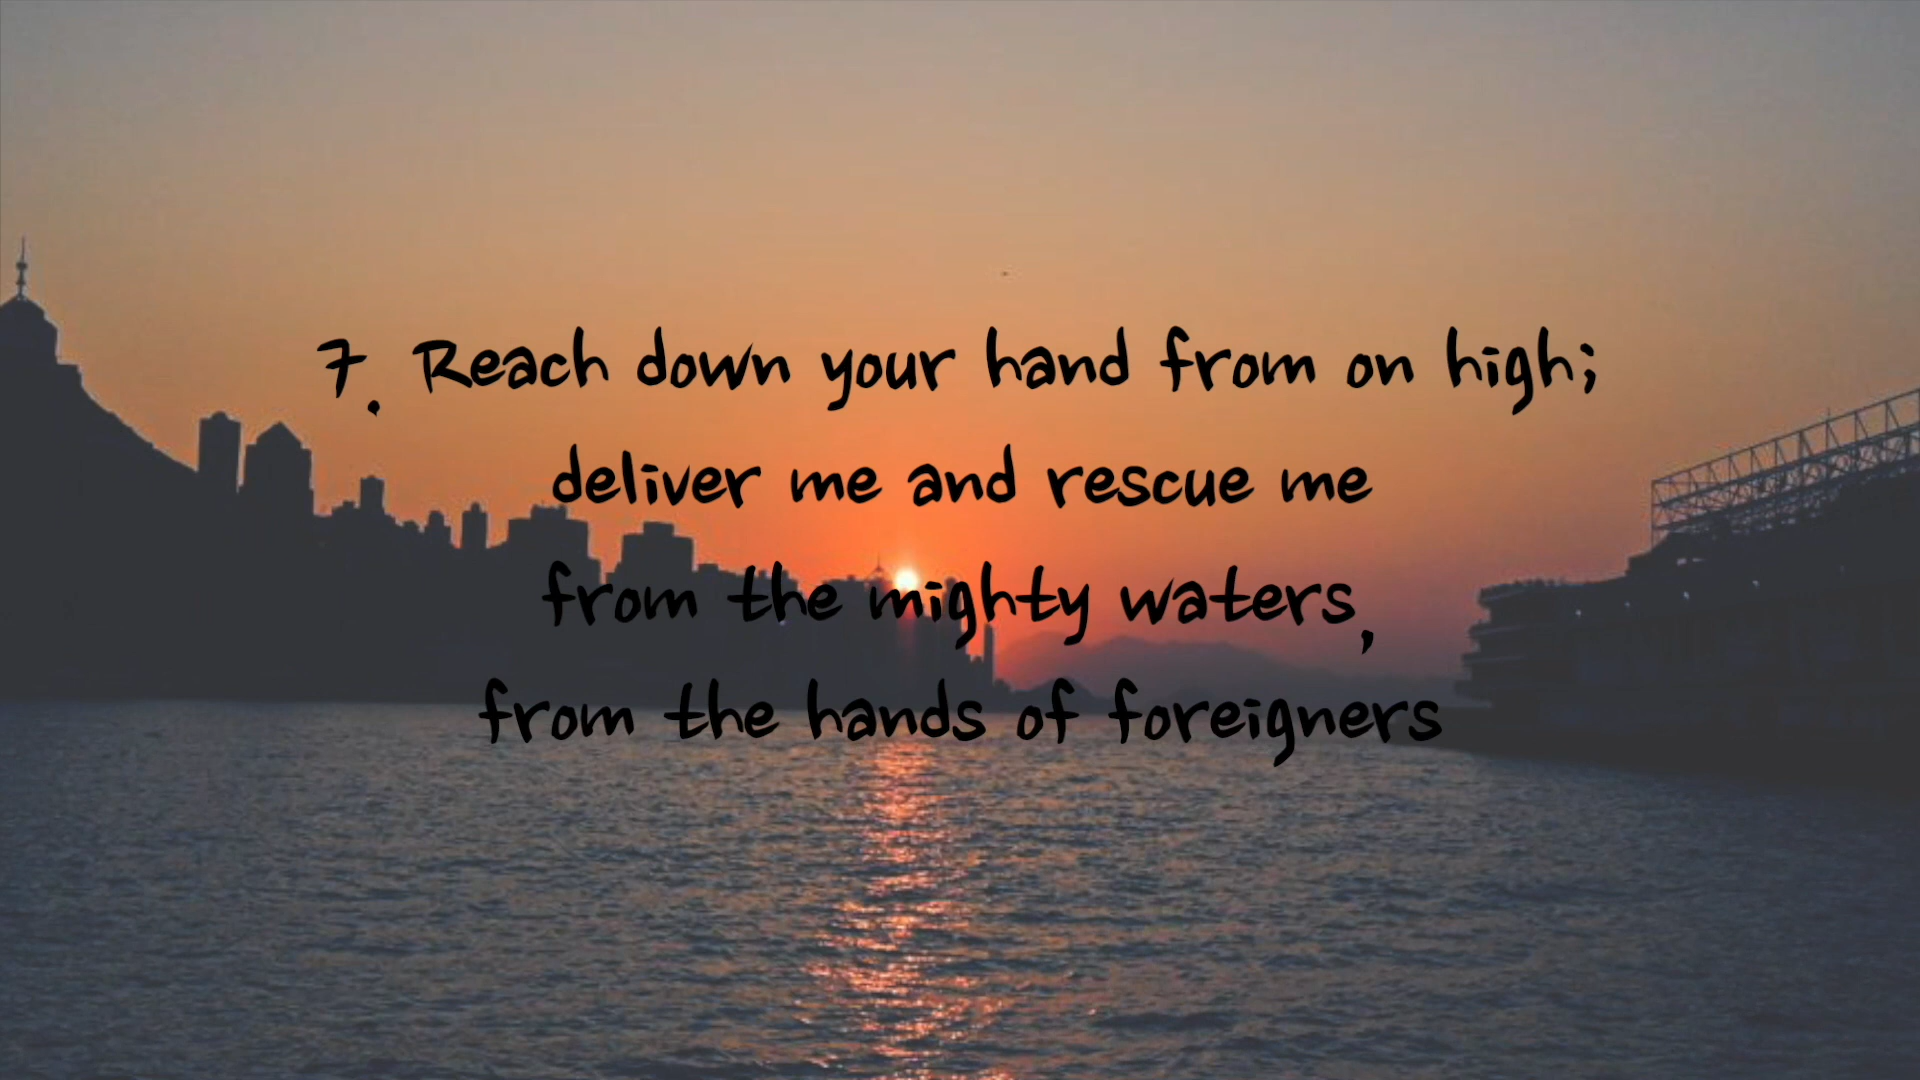 7. Reach down your hand from on high;
deliver me and rescue me
from the mighty waters,
from the hands of foreigners